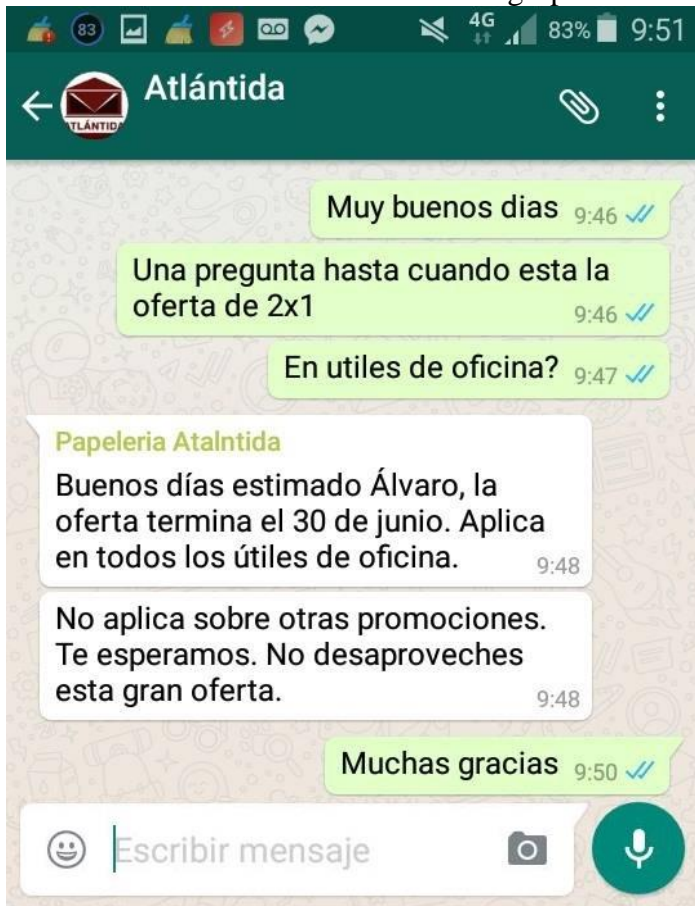 83
4G
83%
9:51
Atlántida
ATLÁNTIDA
Muy buenos dias 9:46
Una pregunta hasta cuando esta la
oferta de 2x1 9:46
En utiles de oficina? 9:47
Papeleria Atalntida
Buenos días estimado Álvaro, la
oferta termina el 30 de junio. Aplica
en todos los útiles de oficina. 9:48
No aplica sobre otras promociones.
Te esperamos. No desaproveches
esta gran oferta. 9:48
Muchas gracias 9:50
Escribir mensaje